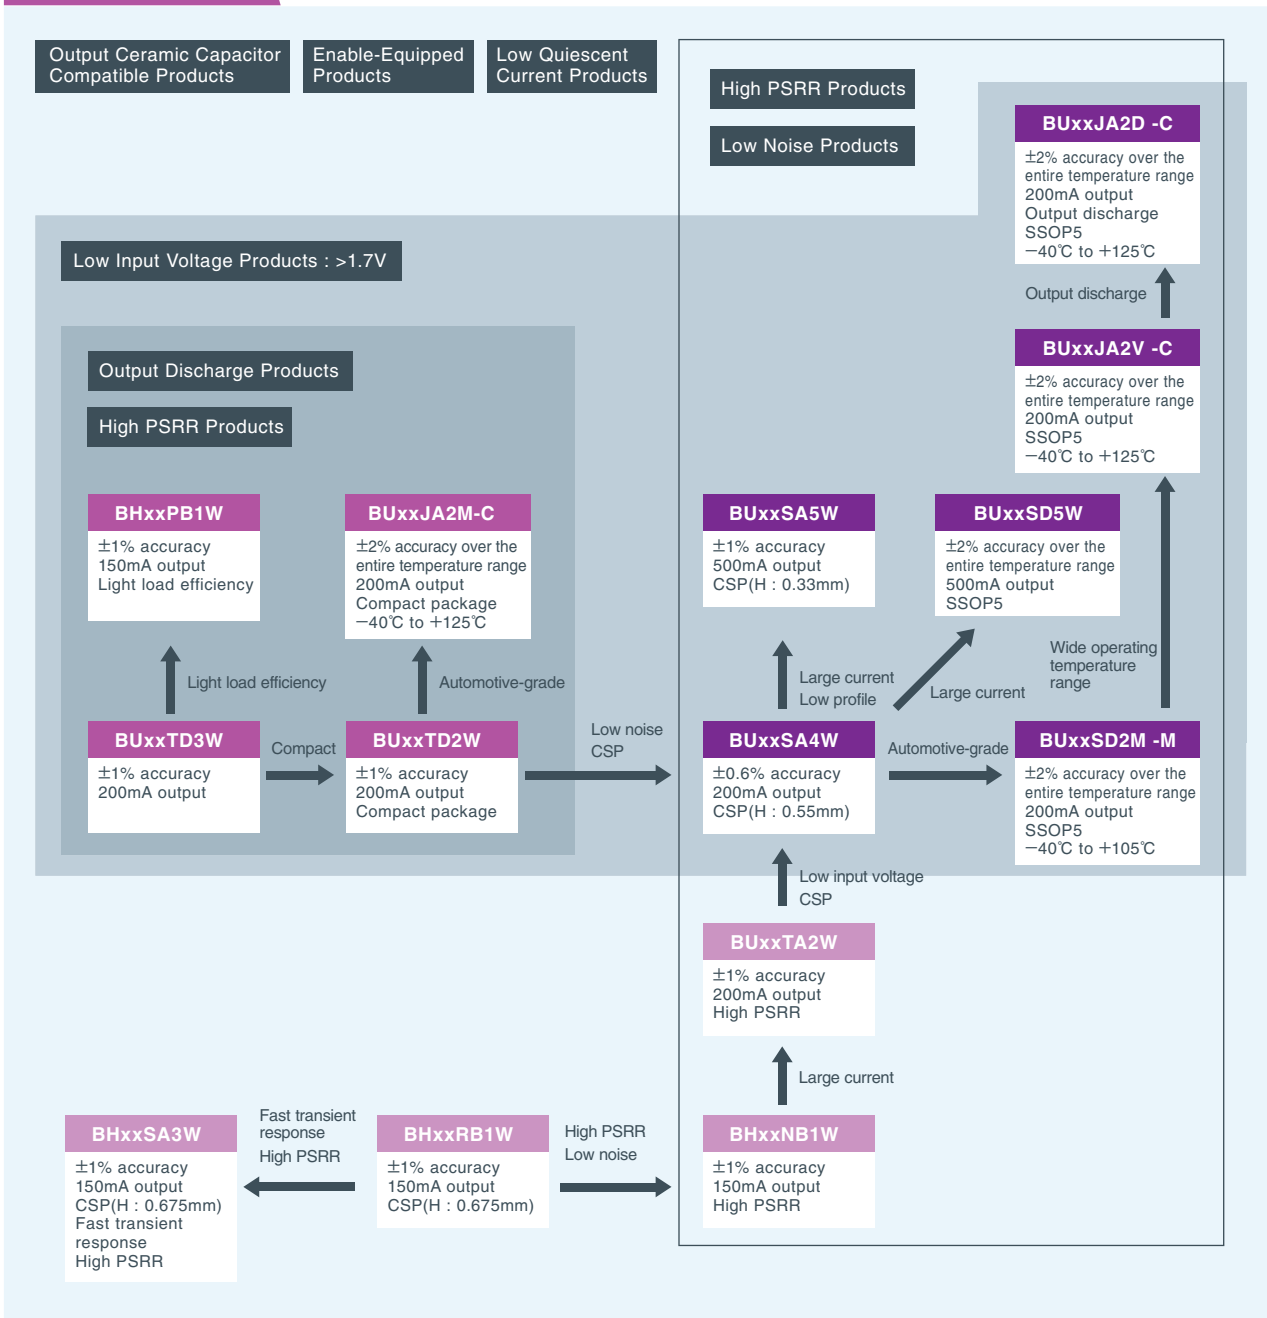 Output Ceramic Capacitor
Compatible Products
Enable-Equipped
Products
Low Quiescent
Current Products
High PSRR Products
Low Noise Products
BUxxJA2D -C
±2% accuracy over the
entire temperature range
200mA output
Output discharge
SSOP5
−40℃ to +125℃
Low Input Voltage Products : >1.7V
Output discharge
BUxxJA2V -C
±2% accuracy over the
entire temperature range
200mA output
SSOP5
−40℃ to +125℃
Output Discharge Products
High PSRR Products
BHxxPB1W
±1% accuracy
150mA output
Light load efficiency
BUxxJA2M-C
±2% accuracy over the
entire temperature range
200mA output
Compact package
−40℃ to +125℃
BUxxSA5W
±1% accuracy
500mA output
CSP(H : 0.33mm)
BUxxSD5W
±2% accuracy over the
entire temperature range
500mA output
SSOP5
Light load efficiency
Automotive-grade
Large current
Low profile
Large current
Wide operating
temperature
range
BUxxTD3W
±1% accuracy
200mA output
Compact
BUxxTD2W
±1% accuracy
200mA output
Compact package
Low noise
CSP
BUxxSA4W
±0.6% accuracy
200mA output
CSP(H : 0.55mm)
Automotive-grade
BUxxSD2M -M
±2% accuracy over the
entire temperature range
200mA output
SSOP5
−40℃ to +105℃
Low input voltage
CSP
BUxxTA2W
±1% accuracy
200mA output
High PSRR
Large current
BHxxSA3W
±1% accuracy
150mA output
CSP(H : 0.675mm)
Fast transient
response
High PSRR
Fast transient
response
High PSRR
BHxxRB1W
±1% accuracy
150mA output
CSP(H : 0.675mm)
High PSRR
Low noise
BHxxNB1W
±1% accuracy
150mA output
High PSRR